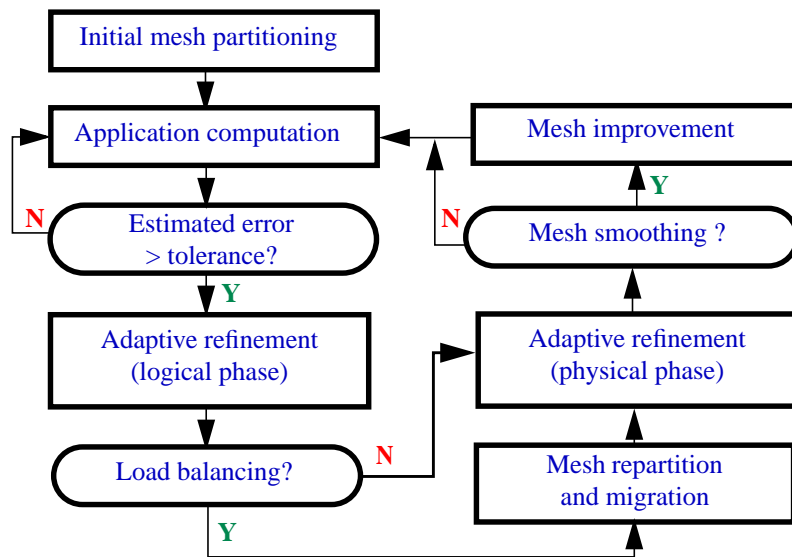 Initial mesh partitioning
Application computation
N
Estimated error
> tolerance?
Y
Adaptive refinement
(logical phase)
Load balancing?
N
Y
Mesh improvement
Y
N
Mesh smoothing ?
Adaptive refinement
(physical phase)
Mesh repartition
and migration